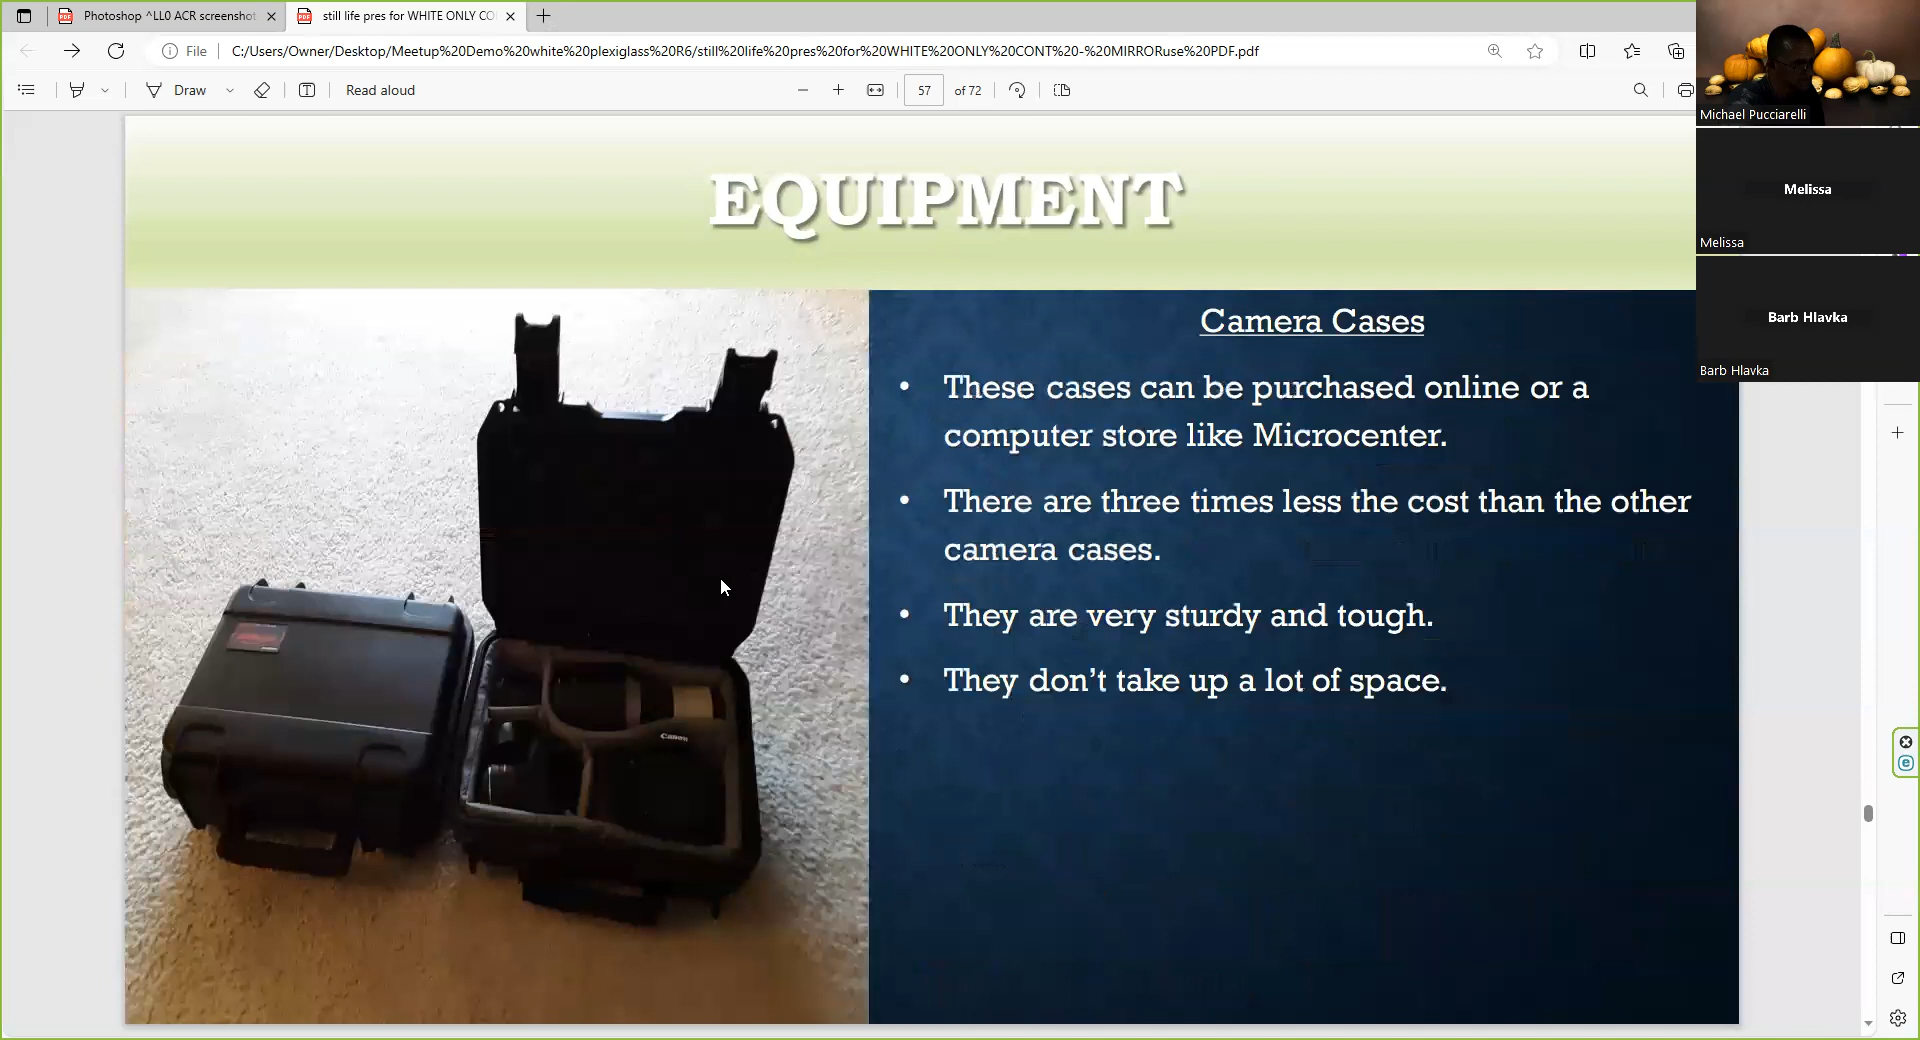 Photoshop ^LL0 ACR screenshot
still life pres for WHITE ONLY CO
File
C:/Users/Owner/Desktop/Meetup%20Demo%20white%20plexiglass%20R6/still%20life%20pres%20for%20WHITE%20ONLY%20CONT%20-%20MIRRORuse%20PDF.pdf
Draw
Read aloud
57 of 72
Michael Pucciarelli
Melissa
Melissa
Barb Hlavka
Barb Hlavka
EQUIPMENT
Camera Cases
• These cases can be purchased online or a
computer store like Microcenter.
• There are three times less the cost than the other
camera cases.
• They are very sturdy and tough.
• They don’t take up a lot of space.
Canon